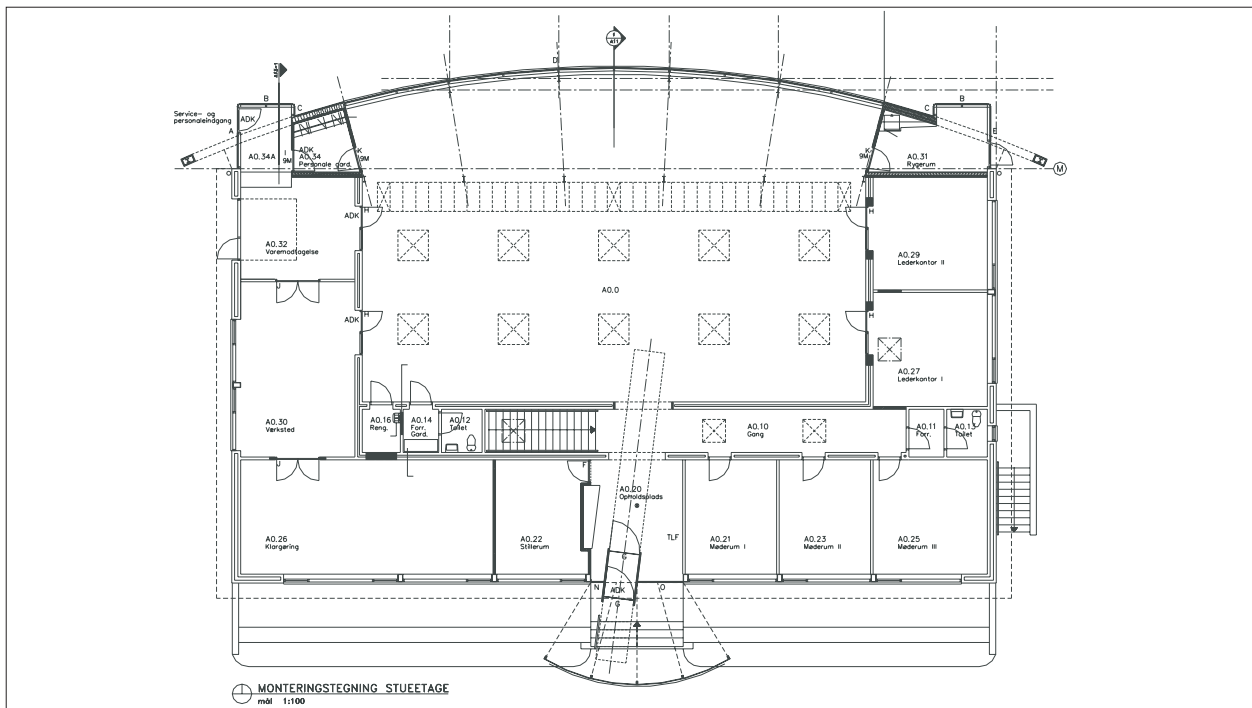 D
B
B
Service- og
personaleindgang
C
C
A
ADK
E
ADK
K
K
I
9M
9M
A0.34A
A0.34
Personale gard.
A0.31
Rygerum
M
ADK
H
H
A0.32
Varemodtagelse
A0.29
Lederkontor II
A0.0
J
ADK
H
H
A0.27
Lederkontor I
A0.30
Værksted
A0.16
Reng.
A0.14
Forr.
Gard.
A0.12
Toilet
A0.10
Gang
A0.11
Forr.
A0.13
Toilet
J
F
A0.20
Opholdsplads
A0.26
Klargøring
A0.22
Stillerum
TLF
A0.21
Møderum I
A0.23
Møderum II
A0.25
Møderum III
G
N
ADK
O
G
MONTERINGSTEGNING STUEETAGE
mål 1:100